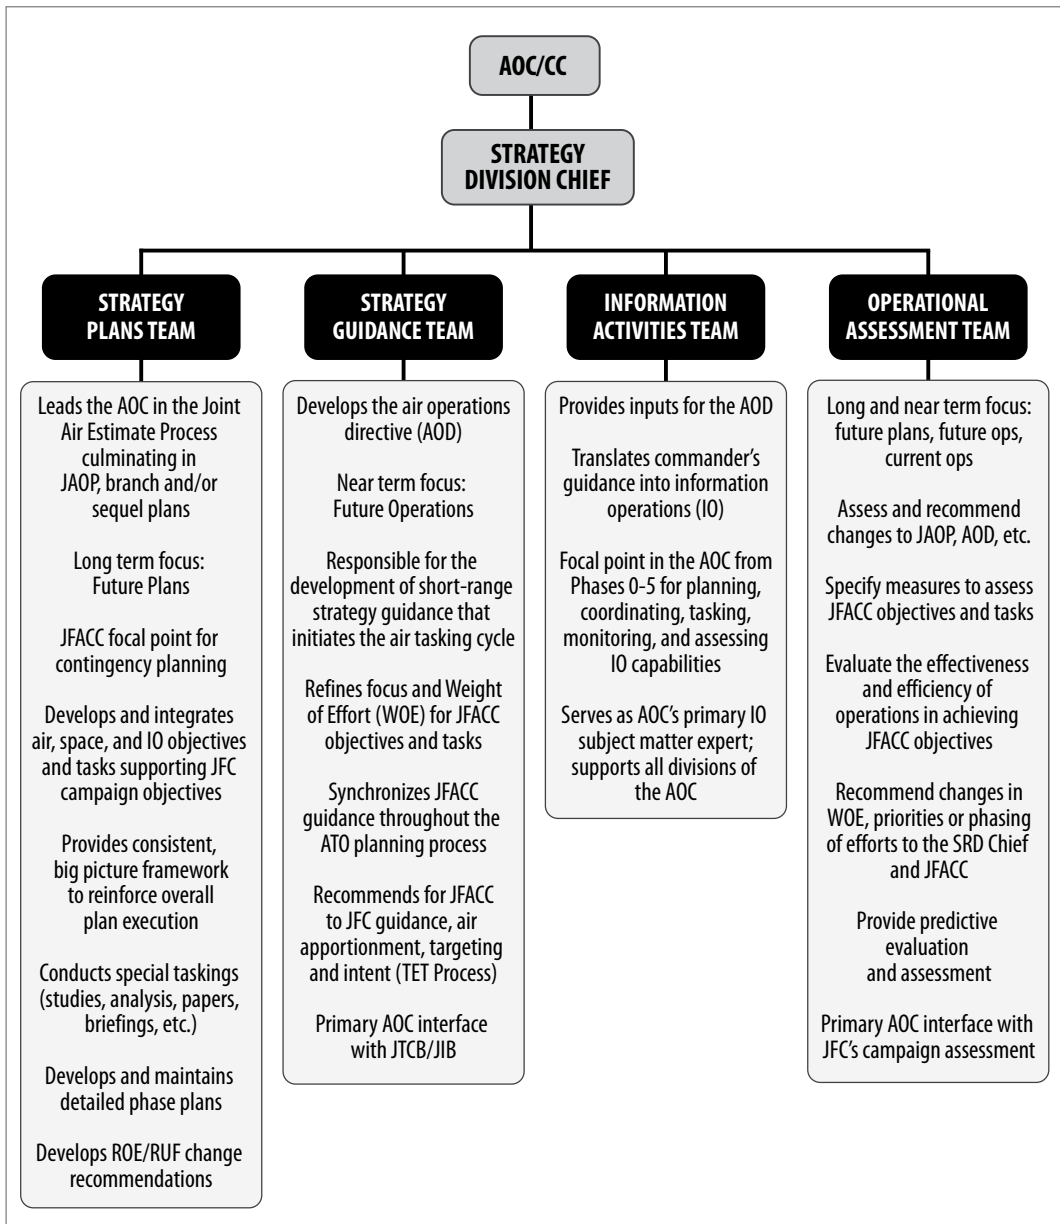 AOC/CC
STRATEGY
DIVISION CHIEF
STRATEGY
PLANS TEAM
Leads the AOC in the Joint
Air Estimate Process
culminating in
JAOP, branch and/or
sequel plans
Long term focus:
Future Plans
JFACC focal point for
contingency planning
Develops and integrates
air, space, and IO objectives
and tasks supporting JFC
campaign objectives
Provides consistent,
big picture framework
to reinforce overall
plan execution
Conducts special taskings
(studies, analysis, papers,
briefings, etc.)
Develops and maintains
detailed phase plans
Develops ROE/RUF change
recommendations
STRATEGY
GUIDANCE TEAM
Develops the air operations
directive (AOD)
Near term focus:
Future Operations
Responsible for the
development of short-range
strategy guidance that
initiates the air tasking cycle
Refines focus and Weight
of Effort (WOE) for JFACC
objectives and tasks
Synchronizes JFACC
guidance throughout the
ATO planning process
Recommends for JFACC
to JFC guidance, air
apportionment, targeting
and intent (TET Process)
Primary AOC interface
with JTCB/JIB
INFORMATION
ACTIVITIES TEAM
Provides inputs for the AOD
Translates commander's
guidance into information
operations (IO)
Focal point in the AOC from
Phases 0-5 for planning,
coordinating, tasking,
monitoring, and assessing
IO capabilities
Serves as AOC's primary IO
subject matter expert;
supports all divisions of
the AOC
OPERATIONAL
ASSESSMENT TEAM
Long and near term focus:
future plans, future ops,
current ops
Assess and recommend
changes to JAOP, AOD, etc.
Specify measures to assess
JFACC objectives and tasks
Evaluate the effectiveness
and efficiency of
operations in achieving
JFACC objectives
Recommend changes in
WOE, priorities or phasing
of efforts to the SRD Chief
and JFACC
Provide predictive
evaluation
and assessment
Primary AOC interface with
JFC's campaign assessment